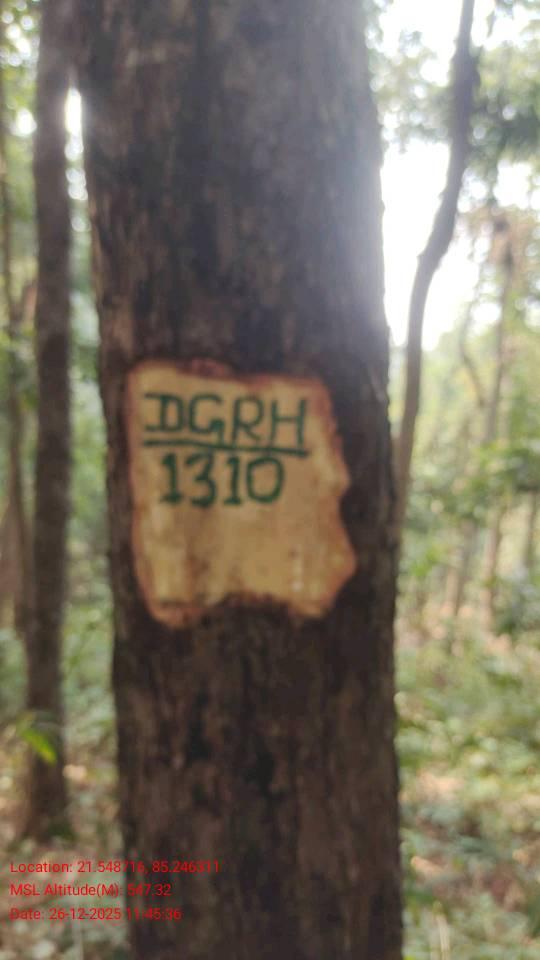 DGRH
1310
Location: 21.548716, 85.246311
MSL Altitude(M): 547.32
Date: 26-12-2025 11:45:36